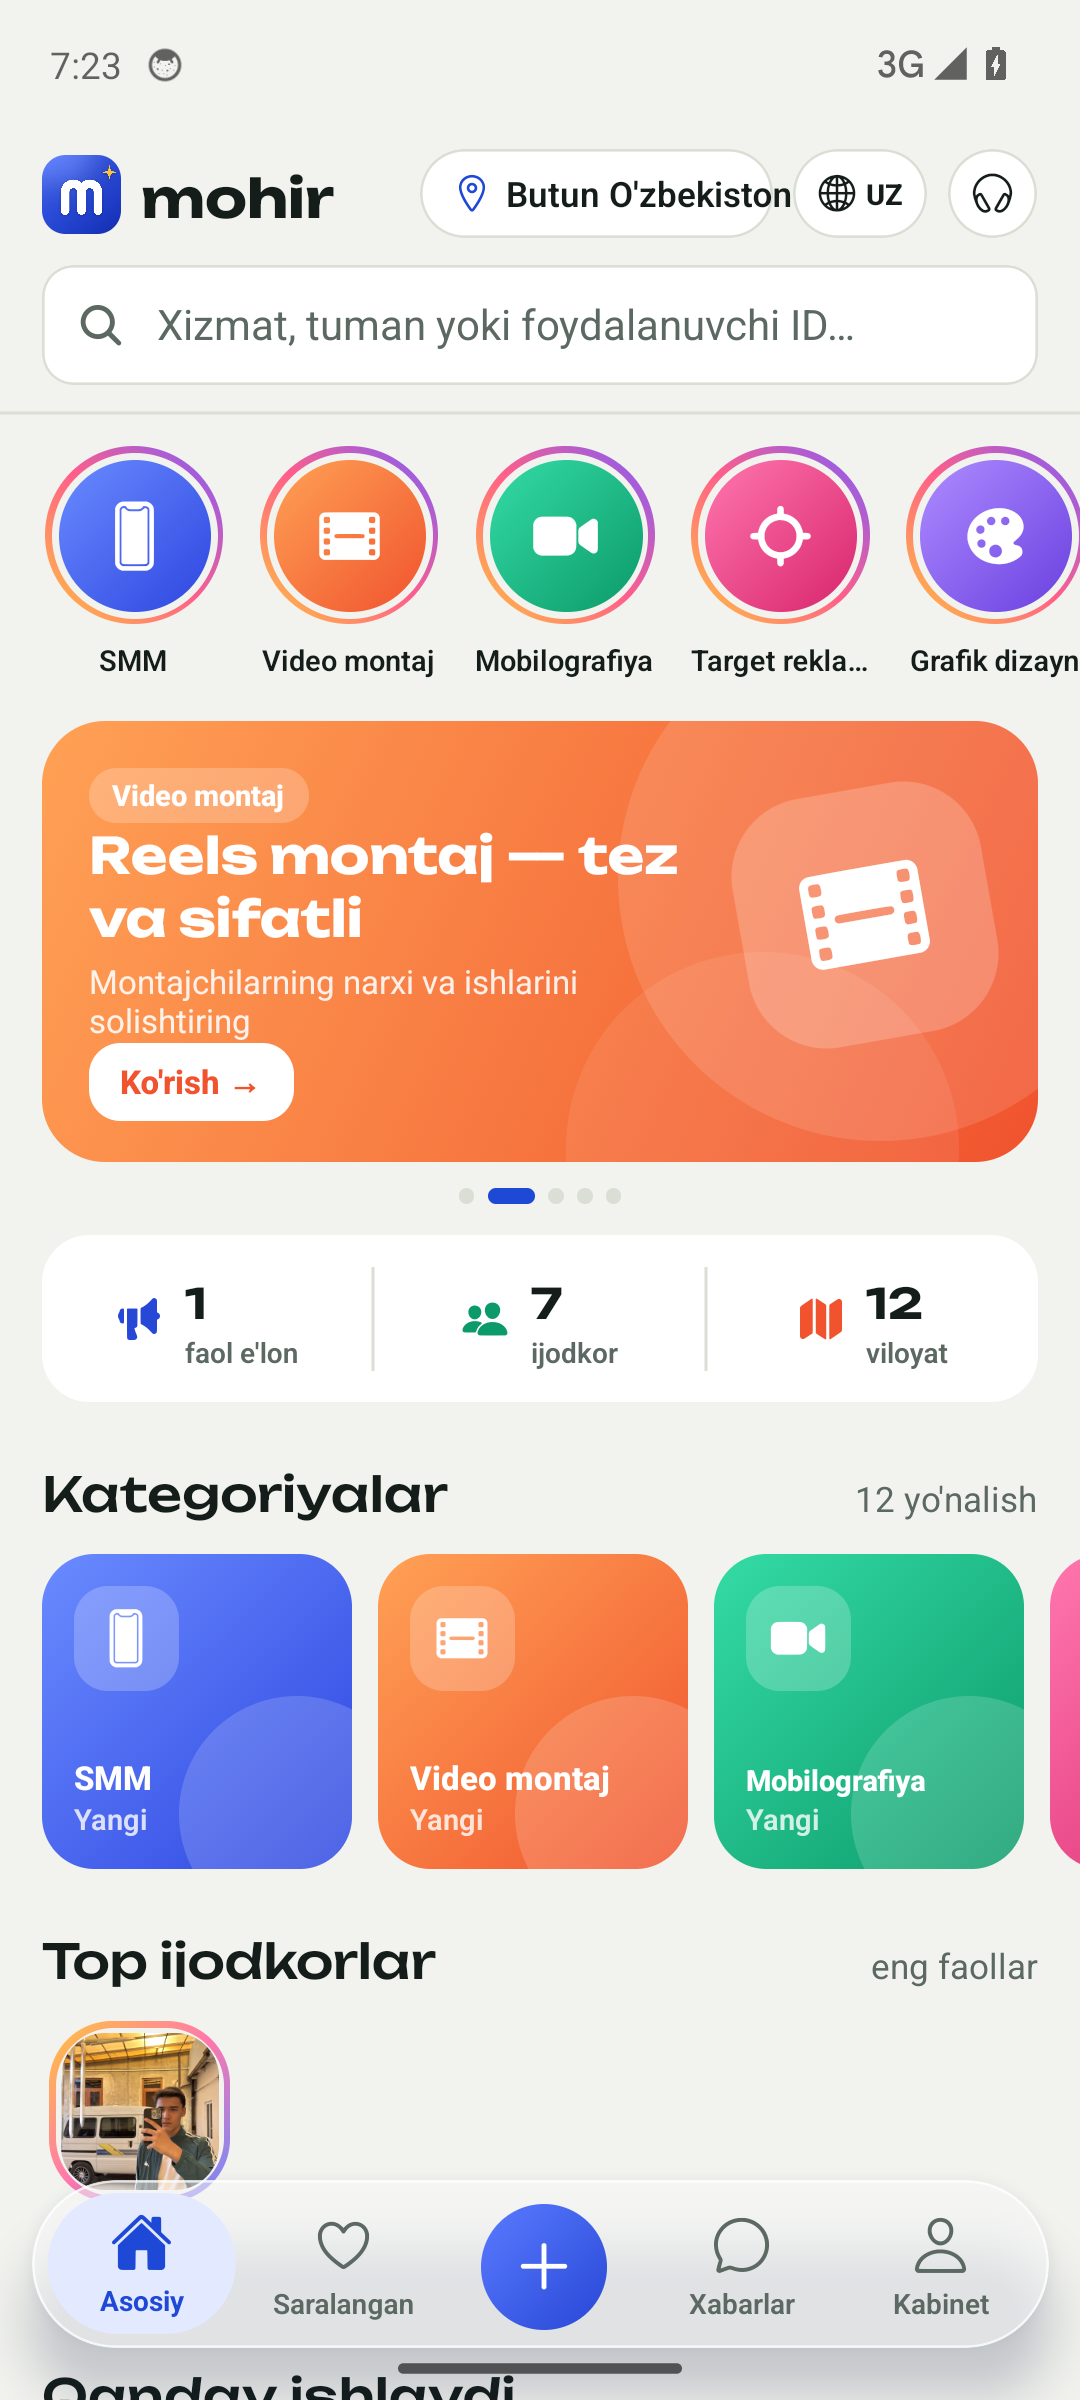 7:23
3G
mohir
Butun O'zbekiston
UZ
Xizmat, tuman yoki foydalanuvchi ID...
SMM
Video montaj
Mobilografiya
Target rekla...
Grafik dizayn
Video montaj
Reels montaj — tez
va sifatli
Montajchilarning narxi va ishlarini
solishtiring
Ko'rish →
1
faol e'lon
7
ijodkor
12
viloyat
Kategoriyalar
12 yo'nalish
SMM
Yangi
Video montaj
Yangi
Mobilografiya
Yangi
Top ijodkorlar
eng faollar
Asosiy
Saralangan
Xabarlar
Kabinet
Qanday ishlaydi